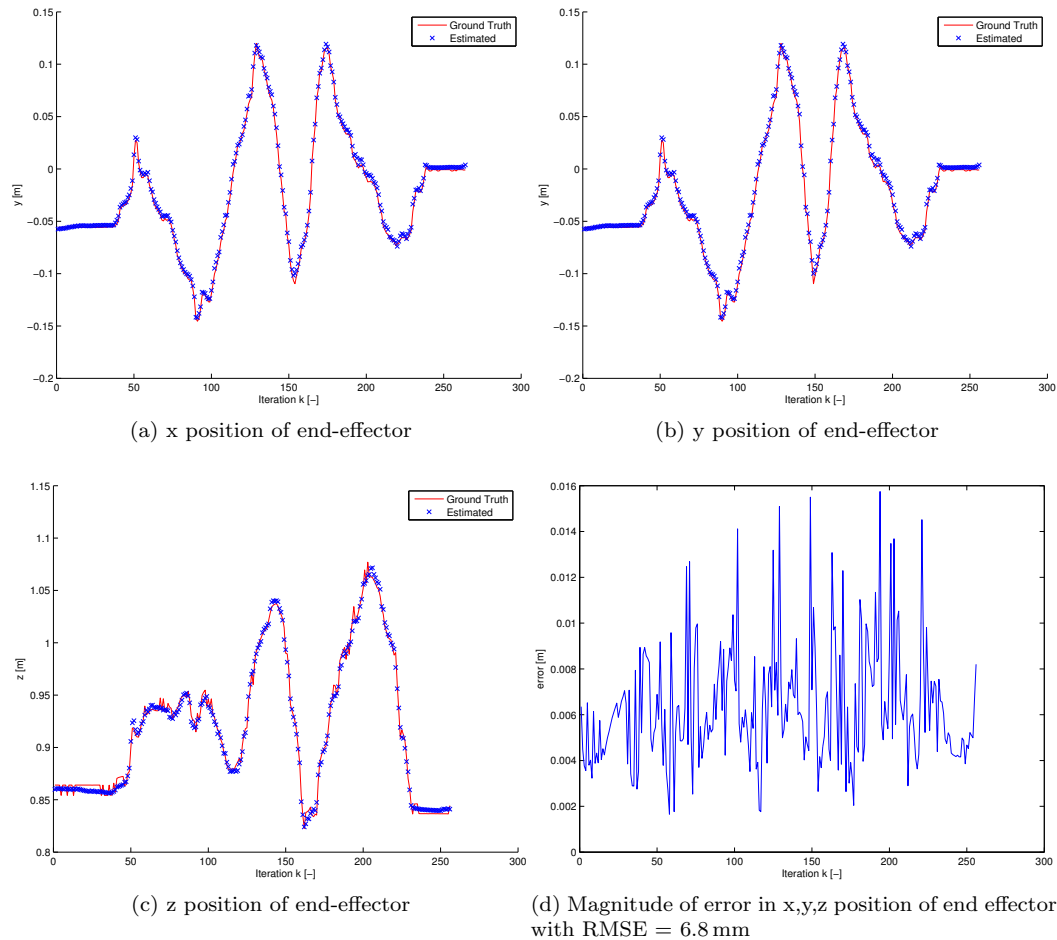 0.15
0.1
0.05
0
−0.05
−0.1
−0.15
−0.2
y [m]
0 50 100 150 200 250 300
Iteration k [−]
Ground Truth
Estimated
(a) x position of end-effector
0.15
0.1
0.05
0
−0.05
−0.1
−0.15
−0.2
y [m]
0 50 100 150 200 250 300
Iteration k [−]
Ground Truth
Estimated
(b) y position of end-effector
1.15
1.1
1.05
1
0.95
0.9
0.85
0.8
z [m]
0 50 100 150 200 250 300
Iteration k [−]
Ground Truth
Estimated
(c) z position of end-effector
0.016
0.014
0.012
0.01
0.008
0.006
0.004
0.002
0
error [m]
0 50 100 150 200 250 300
Iteration k [−]
(d) Magnitude of error in x,y,z position of end effector
with RMSE = 6.8 mm